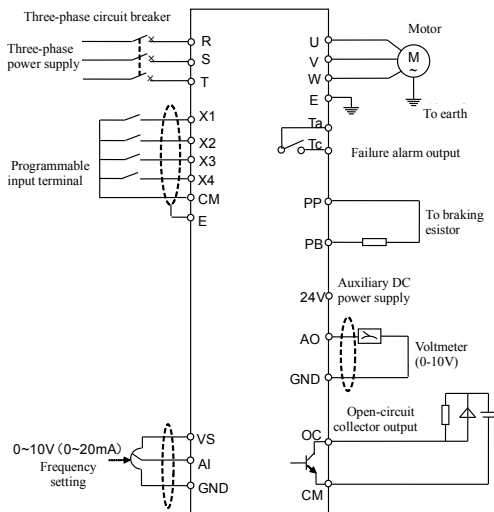 Three-phase circuit breaker
Three-phase
power supply
R
S
T
X1
X2
X3
X4
CM
E
Programmable
input terminal
0~10V（0~20mA）
Frequency
setting
VS
AI
GND
Motor
U
V
W
E
M
~
To earth
Ta
Tc
Failure alarm output
PP
PB
To braking
esistor
24V
Auxiliary DC
power supply
AO
GND
Voltmeter
(0-10V)
Open-circuit
collector output
OC
CM